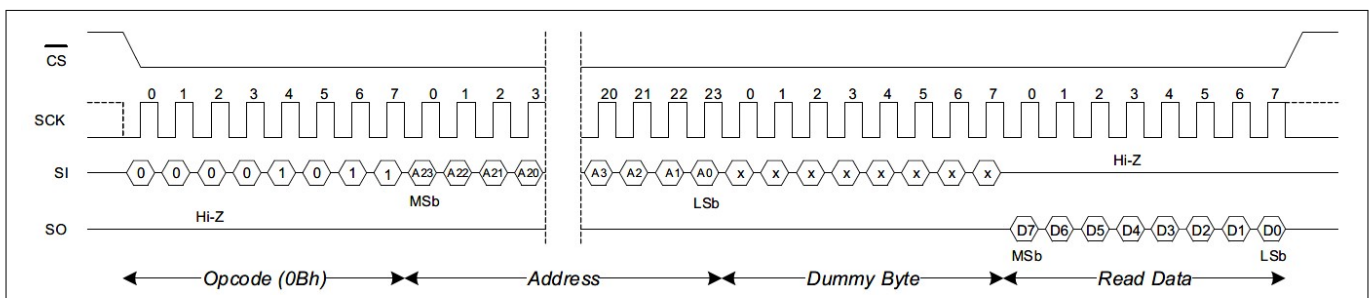 CS
0 1 2 3 4 5 6 7 0 1 2 3 20 21 22 23 0 1 2 3 4 5 6 7 0 1 2 3 4 5 6 7
SCK
Hi-Z
SI 0 0 0 0 1 0 1 1 A23 A22 A21 A20 A3 A2 A1 A0 x x x x x x x x
MSb LSb
Hi-Z
SO D7 D6 D5 D4 D3 D2 D1 D0
MSb LSb
Opcode (0Bh) Address Dummy Byte Read Data